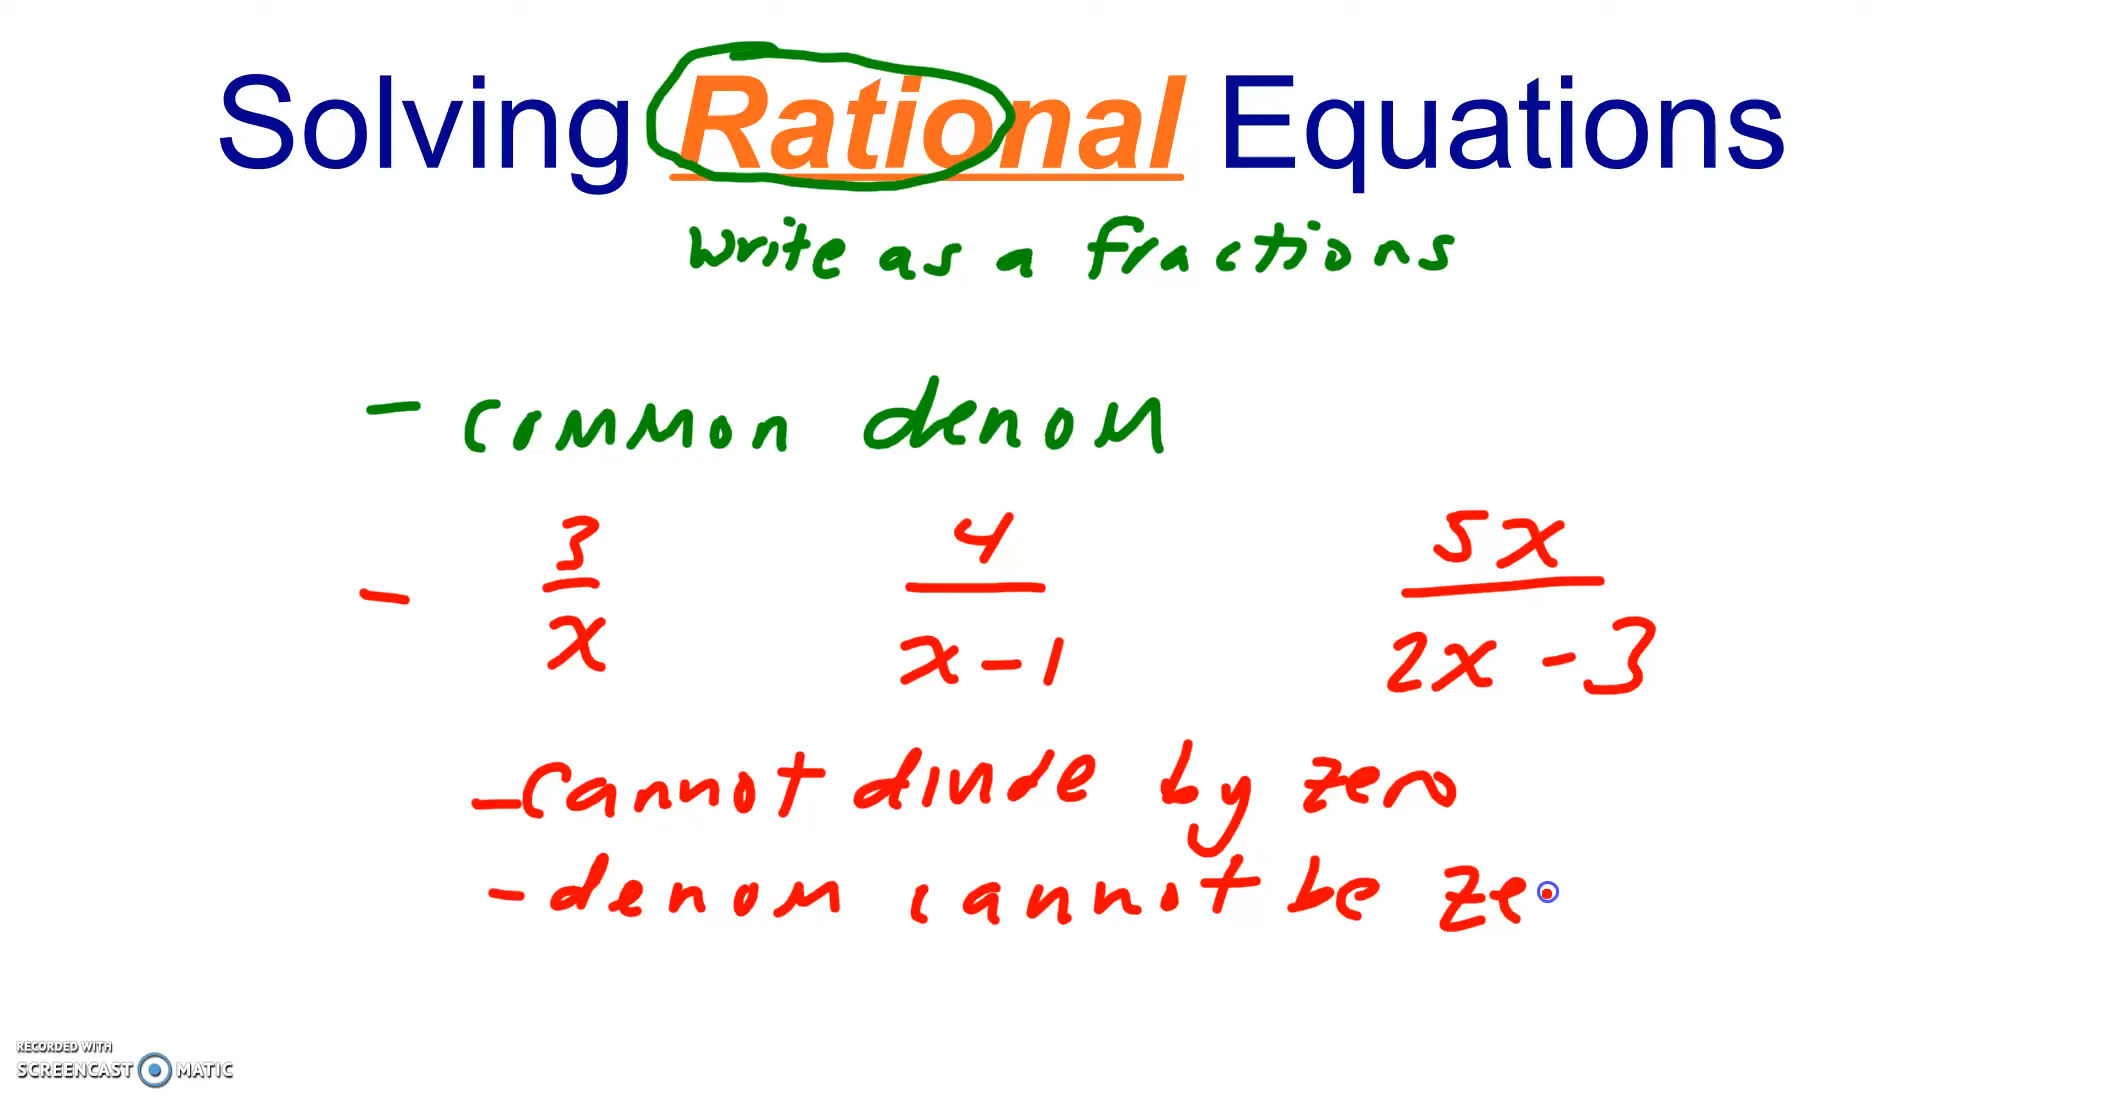 Solving Rational Equations
write as a fractions
- common denom
- 3/x 4/(x-1) 5x/(2x-3)
- cannot divide by zero
- denom cannot be ze
RECORDED WITH
SCREENCAST MATIC